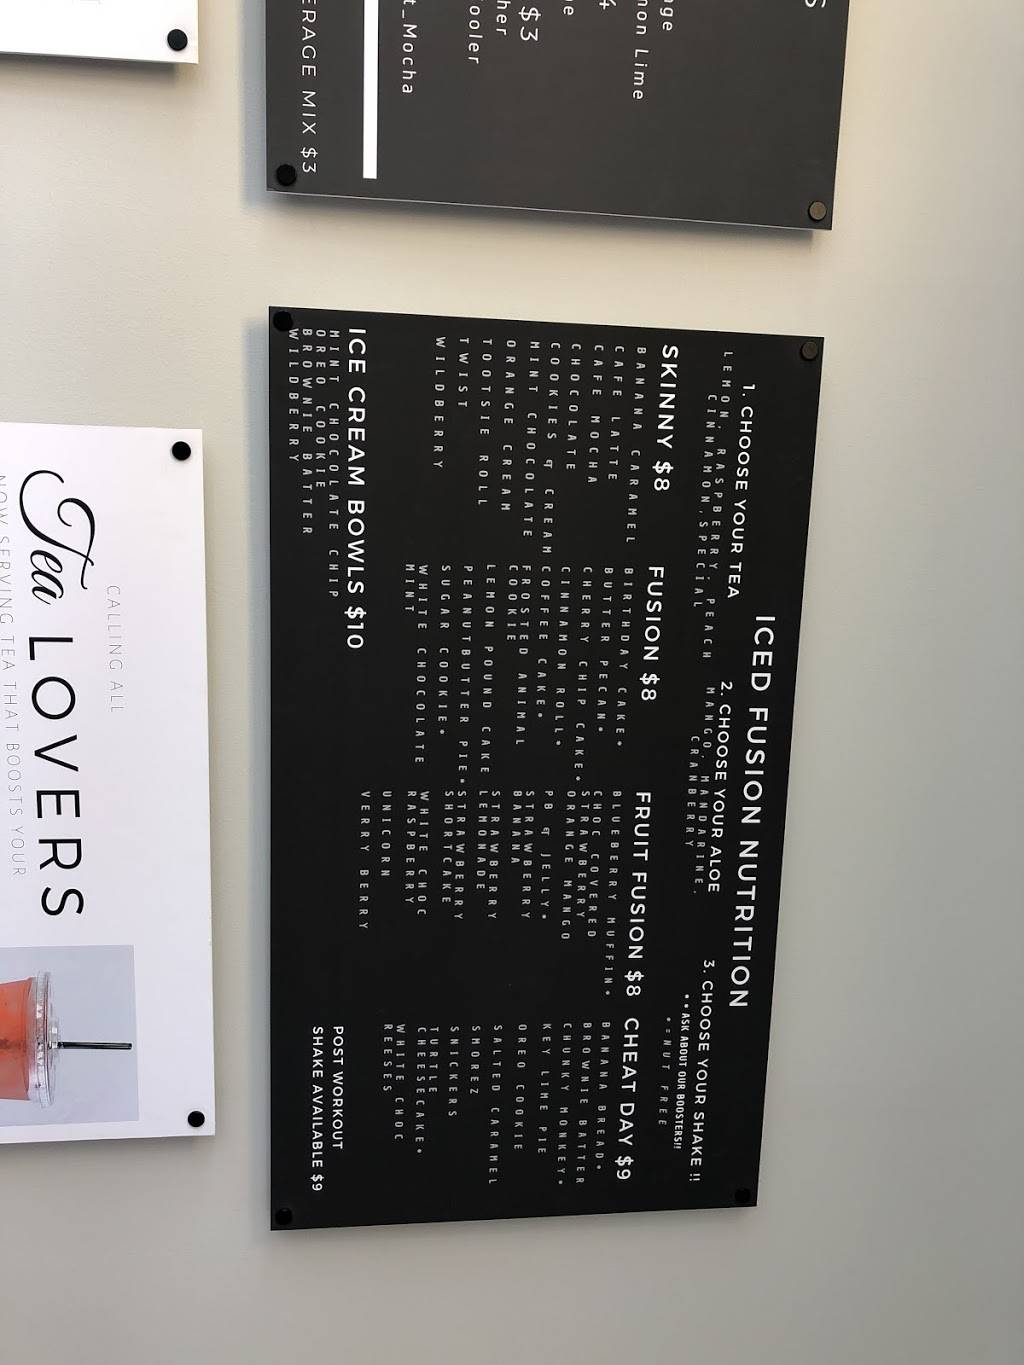 ICED FUSION NUTRITION
1. CHOOSE YOUR TEA
LEMON, RASPBERRY, PEACH
CINNAMON, SPECIAL
2. CHOOSE YOUR ALOE
MANGO, MANDARINE,
CRANBERRY
3. CHOOSE YOUR SHAKE !!
**ASK ABOUT OUR BOOSTERS!!
*=NUT FREE
SKINNY $8
BANANA CARAMEL
CAFE LATTE
CAFE MOCHA
CHOCOLATE
COOKIES & CREAM
MINT CHOCOLATE
ORANGE CREAM
TOOTSIE ROLL
TWIST
WILDBERRY
FUSION $8
BIRTHDAY CAKE*
BUTTER PECAN*
CHERRY CHIP CAKE*
CINNAMON ROLL*
COFFEE CAKE*
FROSTED ANIMAL
COOKIE
LEMON POUND CAKE
PEANUTBUTTER PIE*
SUGAR COOKIE*
WHITE CHOCOLATE
MINT
FRUIT FUSION $8
BLUEBERRY MUFFIN*
CHOC COVERED
STRAWBERRY
ORANGE MANGO
PB & JELLY*
STRAWBERRY
BANANA
STRAWBERRY
LEMONADE
STRAWBERRY
SHORTCAKE
WHITE CHOC
RASPBERRY
UNICORN
VERRY BERRY
CHEAT DAY $9
BANANA BREAD*
BROWNIE BATTER
CHUNKY MONKEY*
KEY LIME PIE
OREO COOKIE
SALTED CARAMEL
SMOREZ
SNICKERS
TURTLE
CHEESECAKE*
WHITE CHOC
REESES
ICE CREAM BOWLS $10
MINT CHOCOLATE CHIP
OREO COOKIE
BROWNIE BATTER
WILDBERRY
POST WORKOUT
SHAKE AVAILABLE $9
Lime
$3
Mocha
MIX $3
CALLING ALL
Tea LOVERS
NOW SERVING TEA THAT BOOSTS YOUR